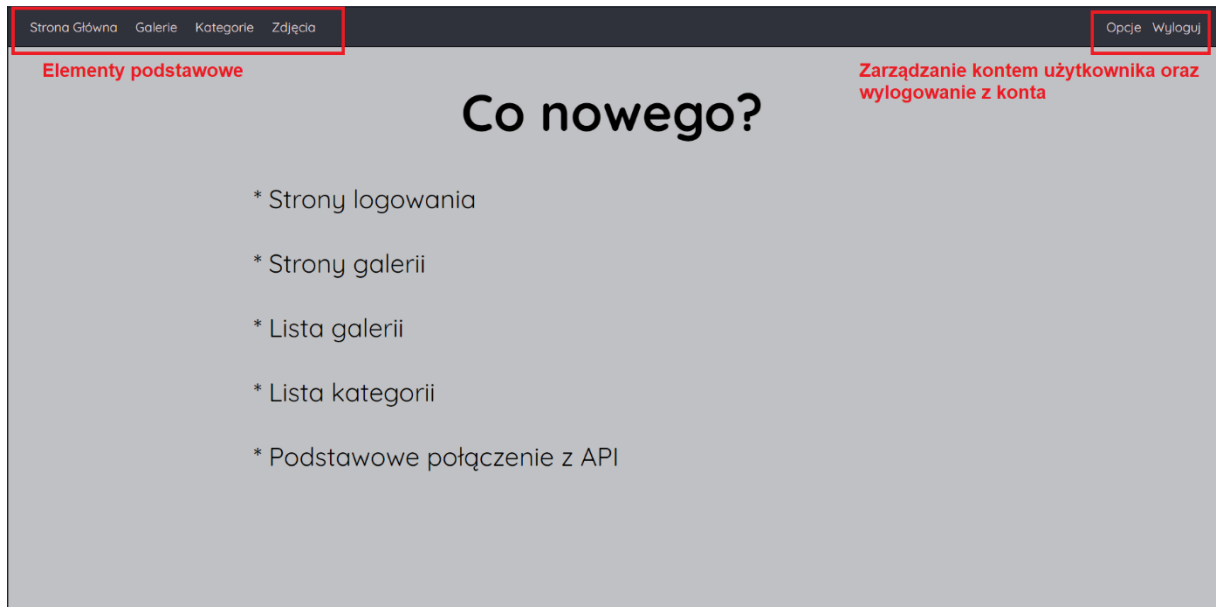 Strona Główna Galerie Kategorie Zdjęcia Opcje Wyloguj
Elementy podstawowe
Zarządzanie kontem użytkownika oraz
wylogowanie z konta
Co nowego?
* Strony logowania
* Strony galerii
* Lista galerii
* Lista kategorii
* Podstawowe połączenie z API